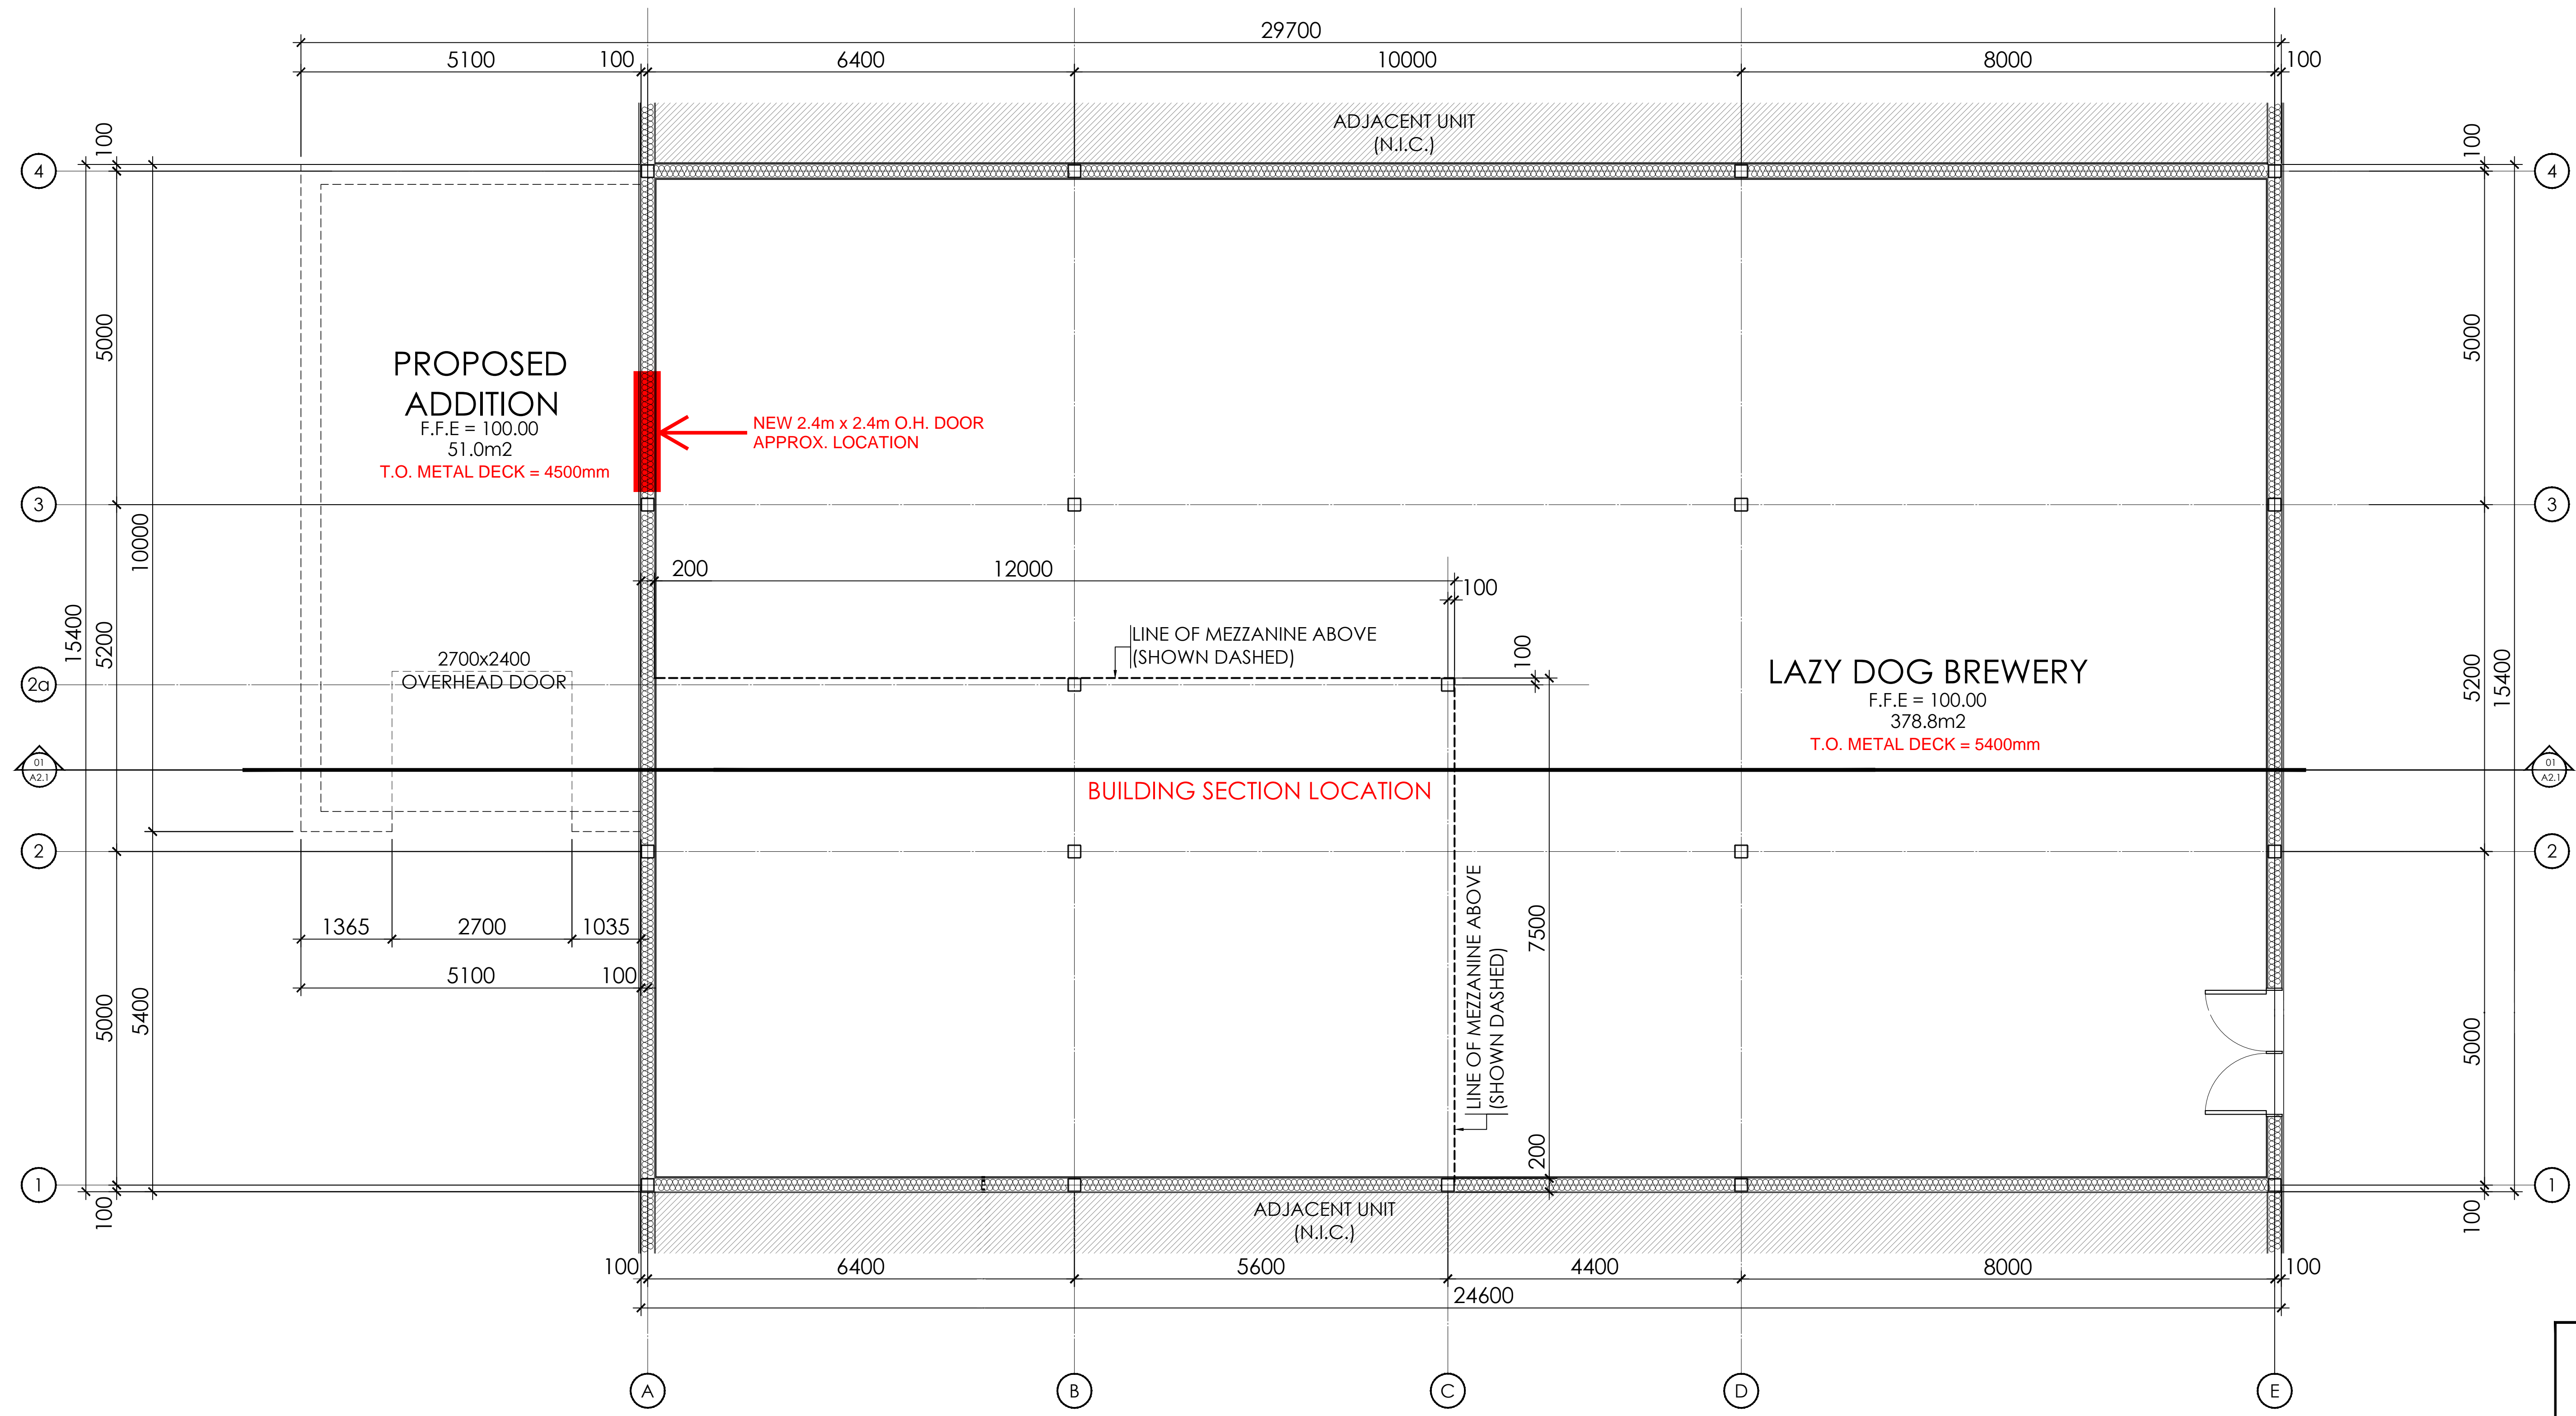 29700
5100
100
6400
10000
8000
100
ADJACENT UNIT
(N.I.C.)
100
100
4
4
5000
5000
PROPOSED
ADDITION
F.F.E = 100.00
51.0m2
T.O. METAL DECK = 4500mm
NEW 2.4m x 2.4m O.H. DOOR
APPROX. LOCATION
3
3
10000
200
12000
100
15400
5200
LINE OF MEZZANINE ABOVE
(SHOWN DASHED)
100
2700x2400
OVERHEAD DOOR
LAZY DOG BREWERY
F.F.E = 100.00
378.8m2
T.O. METAL DECK = 5400mm
5200
15400
2a
01
A2.1
01
A2.1
BUILDING SECTION LOCATION
2
2
1365
2700
1035
5100
100
LINE OF MEZZANINE ABOVE
(SHOWN DASHED)
7500
5000
5400
5000
200
1
1
100
100
ADJACENT UNIT
(N.I.C.)
100
6400
5600
4400
8000
100
24600
A
B
C
D
E